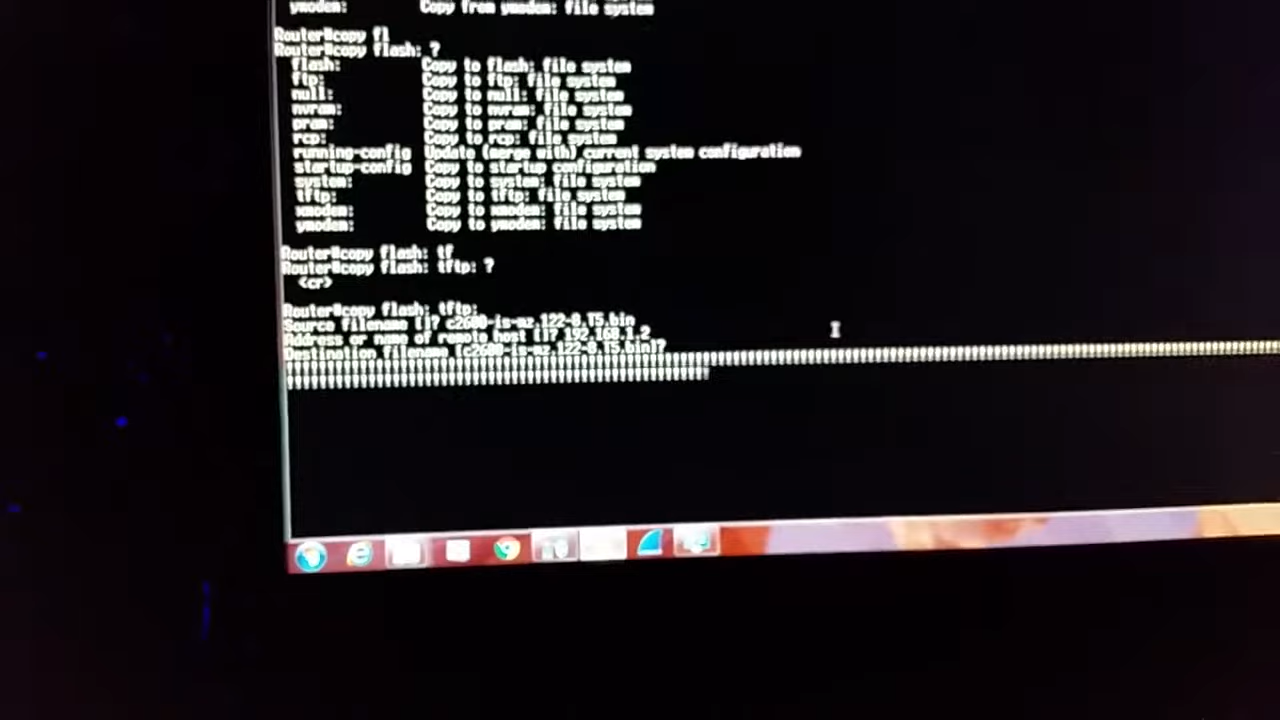 ymodem: Copy from ymodem: file system
Router#copy fl
Router#copy flash: ?
flash: Copy to flash: file system
ftp: Copy to ftp: file system
null: Copy to null: file system
nvram: Copy to nvram: file system
pram: Copy to pram: file system
rcp: Copy to rcp: file system
running-config Update (merge with) current system configuration
startup-config Copy to startup configuration
system: Copy to system: file system
tftp: Copy to tftp: file system
xmodem: Copy to xmodem: file system
ymodem: Copy to ymodem: file system
Router#copy flash: tf
Router#copy flash: tftp: ?
<cr>
Router#copy flash: tftp:
Source filename []? c2600-is-mz.122-8.T5.bin
Address or name of remote host []? 192.168.1.2
Destination filename [c2600-is-mz.122-8.T5.bin]?